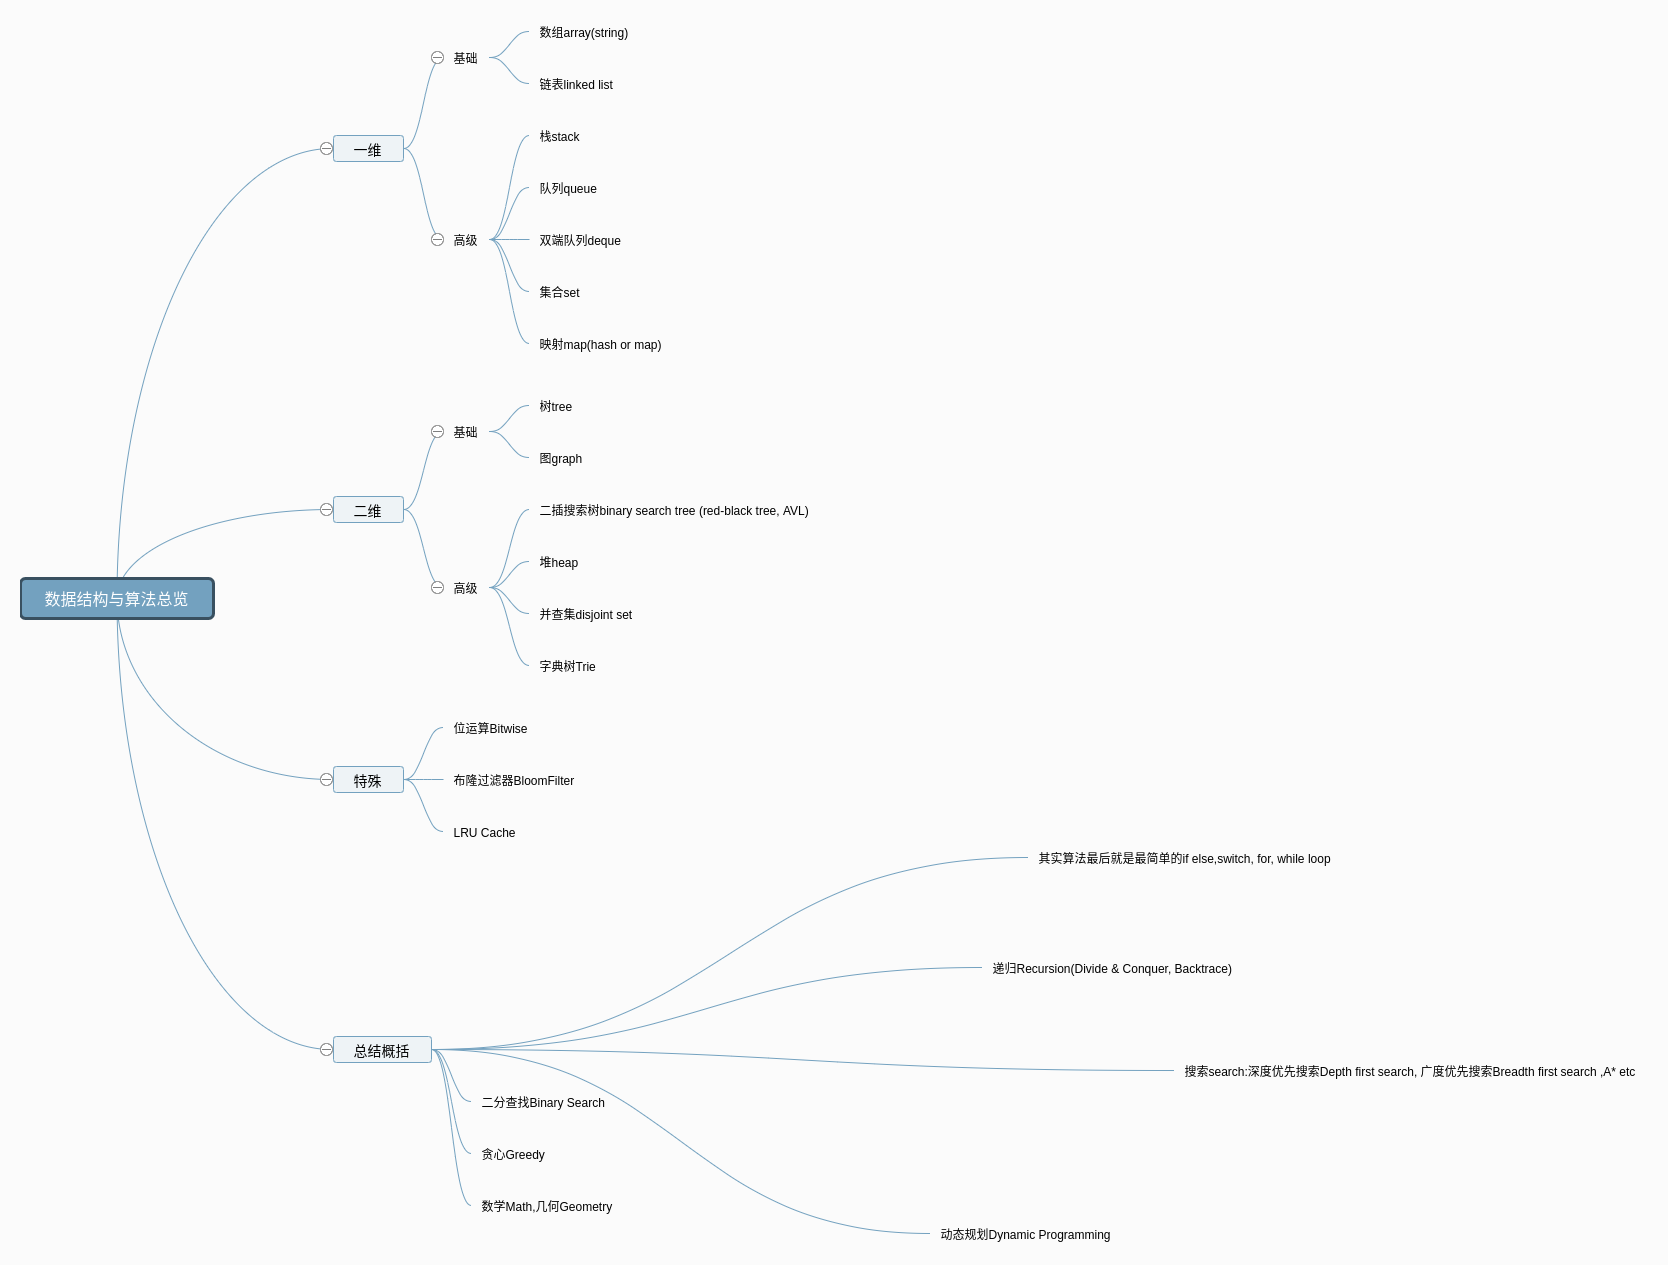 数据结构与算法总览
一维
基础
数组array(string)
链表linked list
高级
栈stack
队列queue
双端队列deque
集合set
映射map(hash or map)
二维
基础
树tree
图graph
高级
二插搜索树binary search tree (red-black tree, AVL)
堆heap
并查集disjoint set
字典树Trie
特殊
位运算Bitwise
布隆过滤器BloomFilter
LRU Cache
总结概括
其实算法最后就是最简单的if else,switch, for, while loop
递归Recursion(Divide & Conquer, Backtrace)
搜索search:深度优先搜索Depth first search, 广度优先搜索Breadth first search ,A* etc
二分查找Binary Search
贪心Greedy
数学Math,几何Geometry
动态规划Dynamic Programming